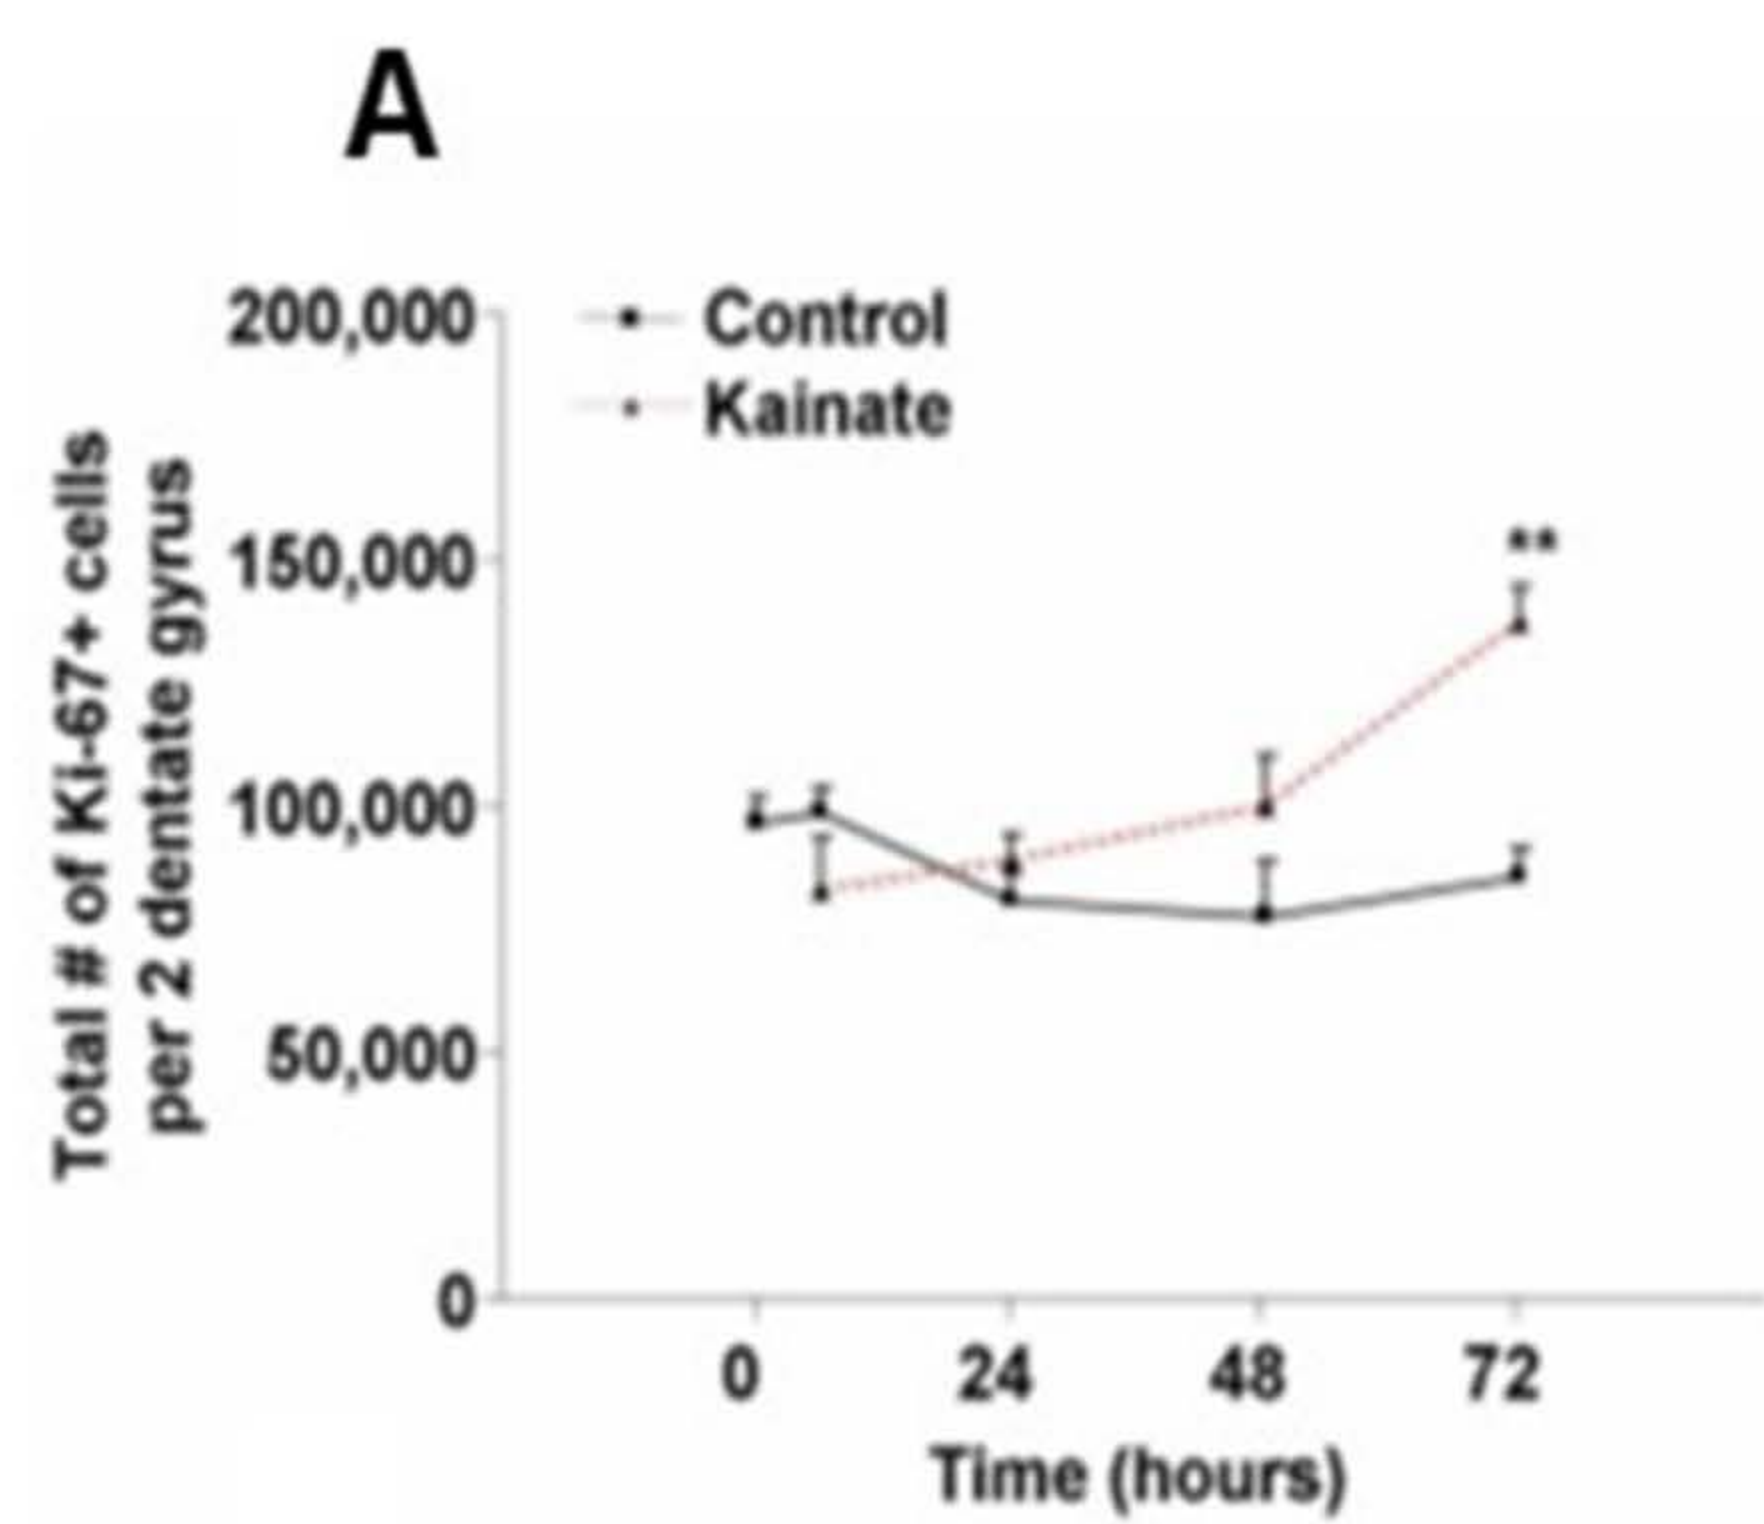 A
200,000
Control
Kainate
150,000
**
100,000
50,000
0
Total # of Ki-67+ cells
per 2 dentate gyrus
0 24 48 72
Time (hours)